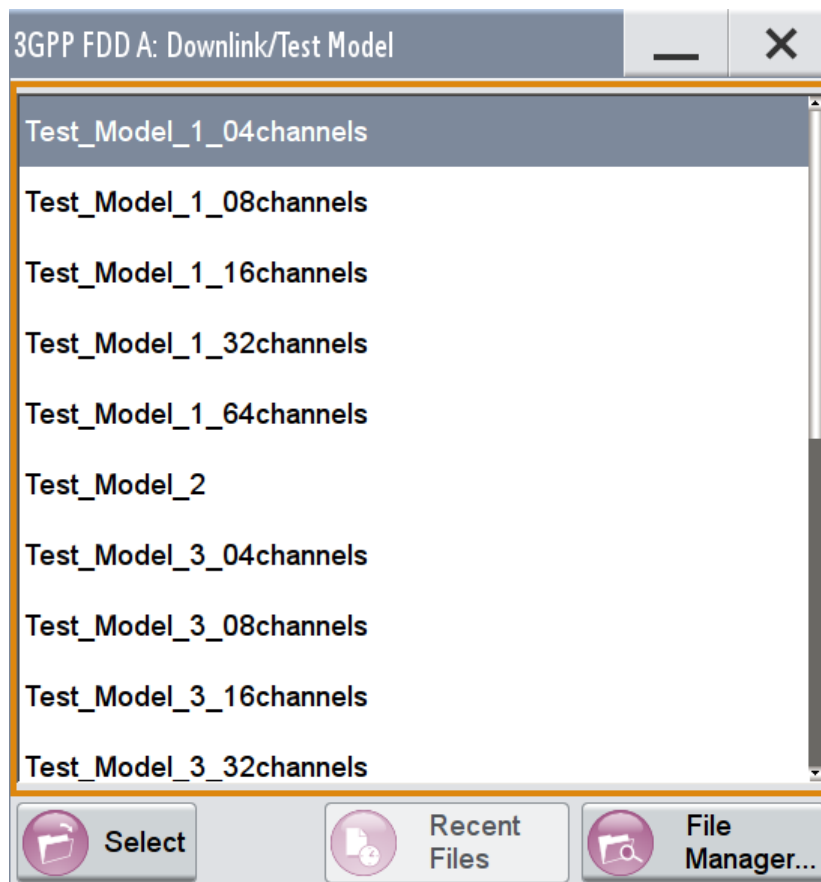 3GPP FDD A: Downlink/Test Model
Test_Model_1_04channels
Test_Model_1_08channels
Test_Model_1_16channels
Test_Model_1_32channels
Test_Model_1_64channels
Test_Model_2
Test_Model_3_04channels
Test_Model_3_08channels
Test_Model_3_16channels
Test_Model_3_32channels
Select
Recent
Files
File
Manager...